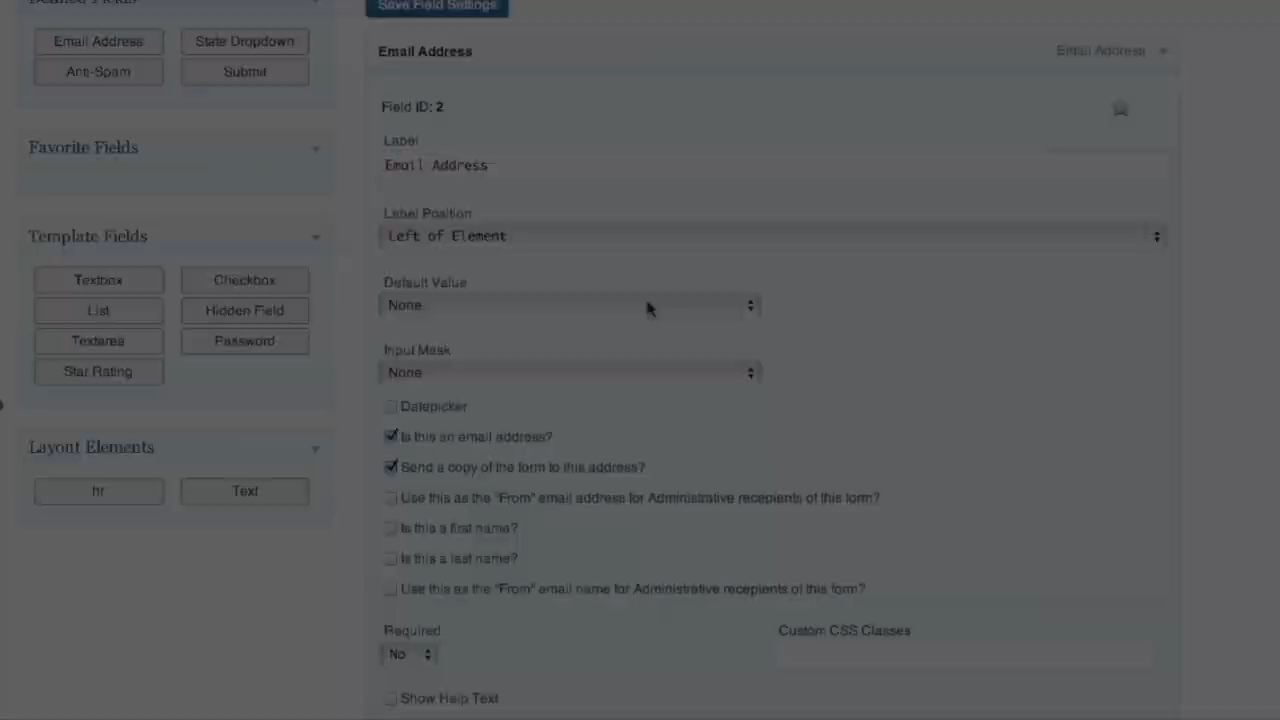 Defined Fields
Email Address
State Dropdown
Anti-Spam
Submit
Favorite Fields
Template Fields
Textbox
Checkbox
List
Hidden Field
Textarea
Password
Star Rating
Layout Elements
hr
Text
Save Field Settings
Email Address
Email Address
Field ID: 2
Label
Email Address
Label Position
Left of Element
Default Value
None
Input Mask
None
Datepicker
Is this an email address?
Send a copy of the form to this address?
Use this as the "From" email address for Administrative recepients of this form?
Is this a first name?
Is this a last name?
Use this as the "From" email name for Administrative recepients of this form?
Required
No
Custom CSS Classes
Show Help Text